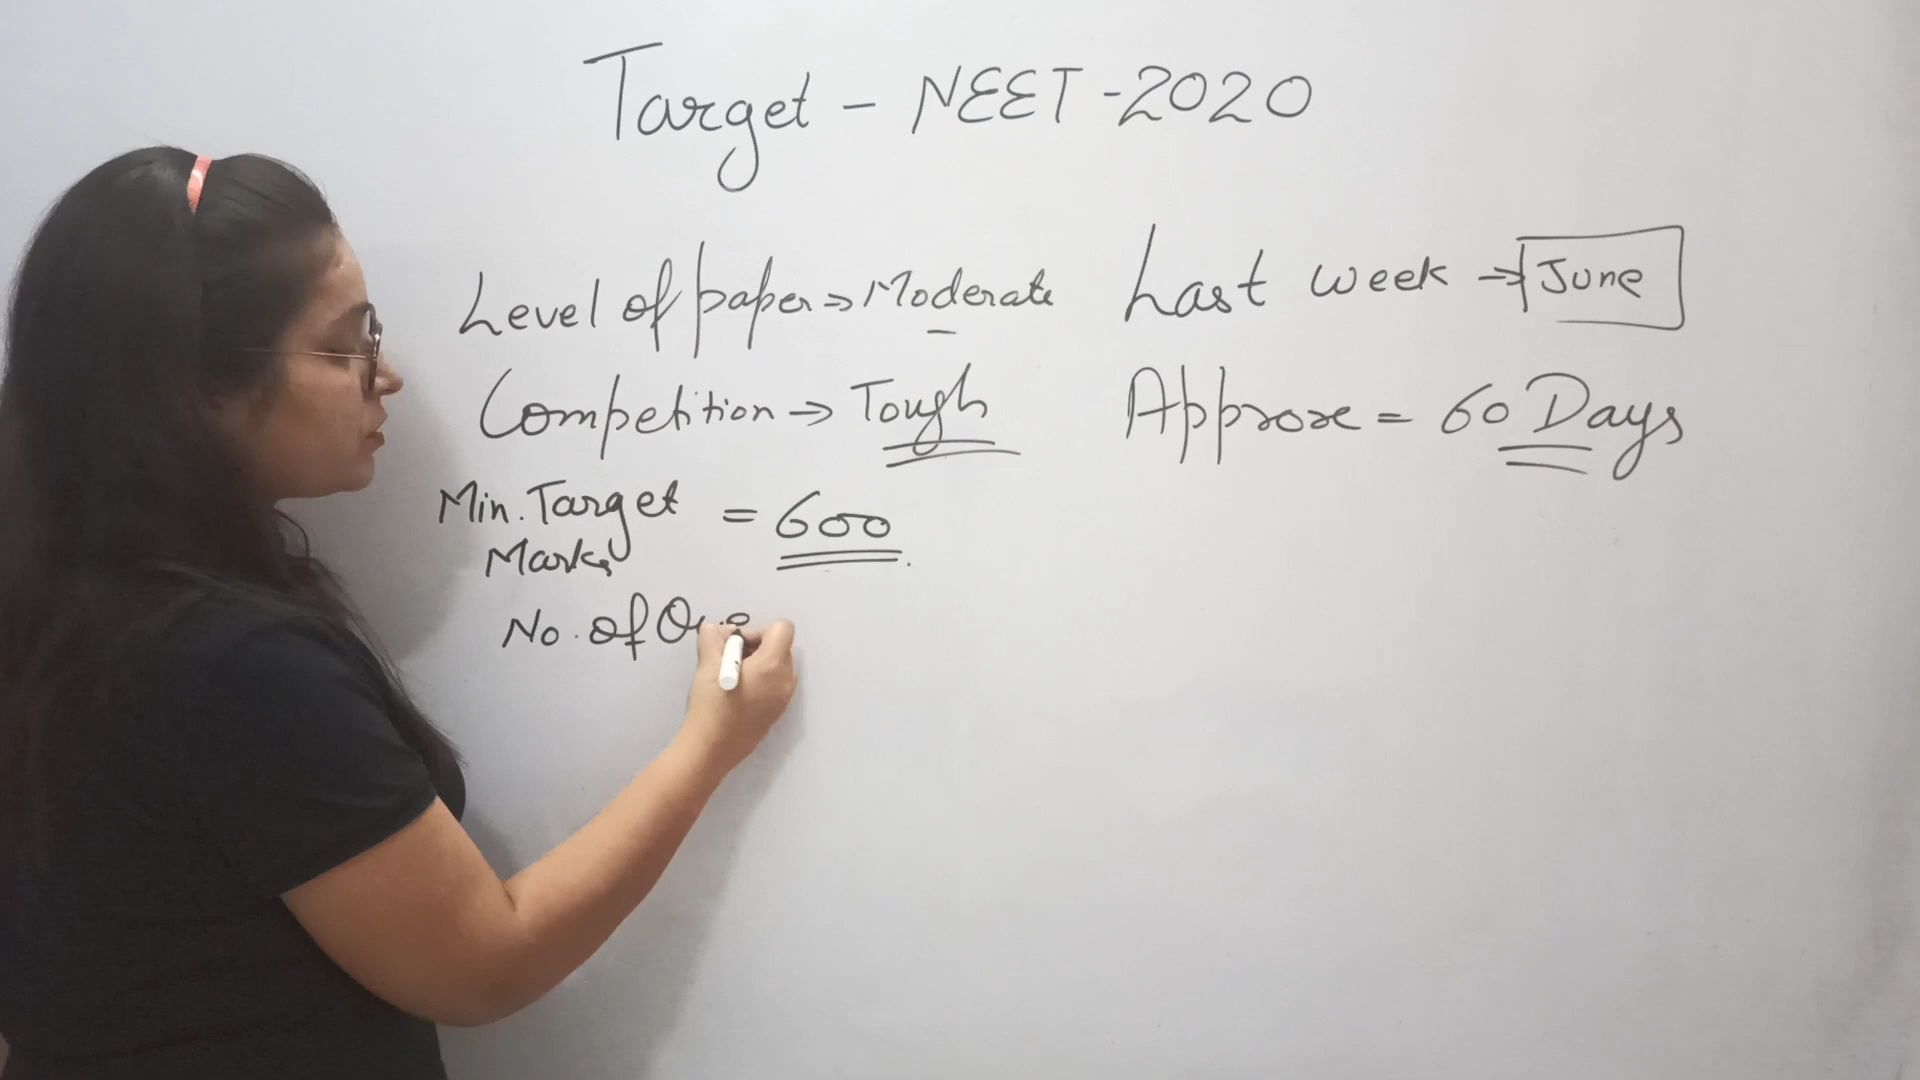 Target - NEET-2020
Level of paper → Moderate
Competition → Tough
Min. Target = 600
Marks
No. of
Last week → June
Approx = 60 Days